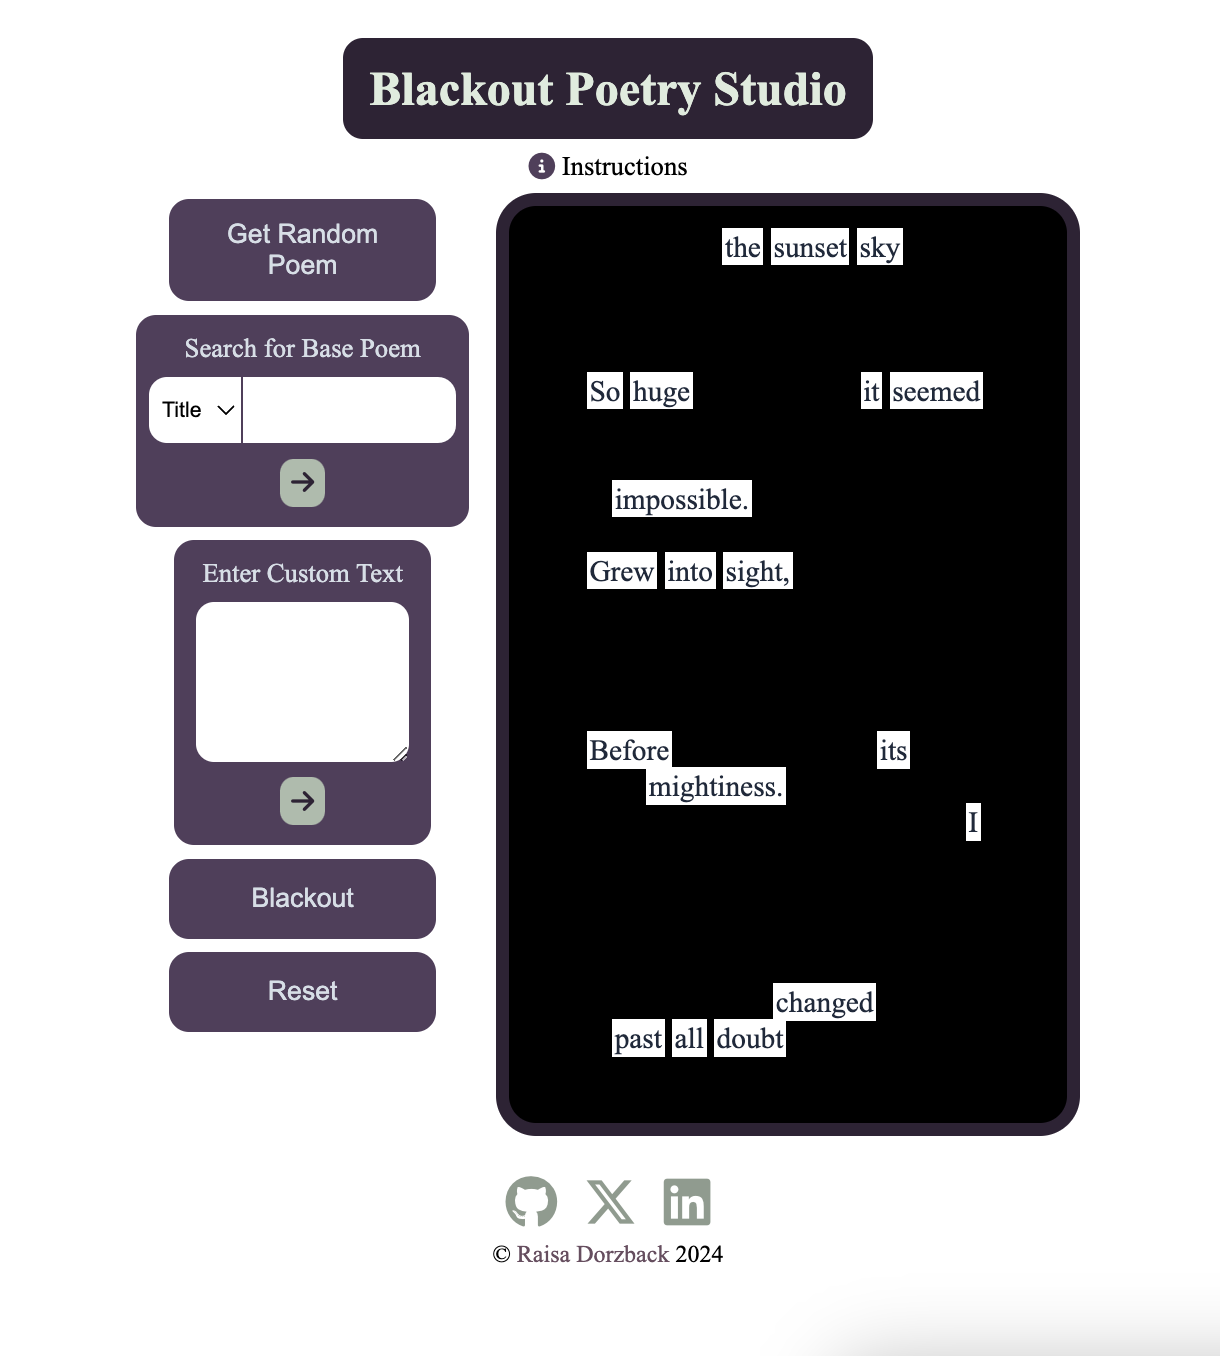 Blackout Poetry Studio
Instructions
Get Random
Poem
Search for Base Poem
Title
Enter Custom Text
Blackout
Reset
the sunset sky
So huge it seemed
impossible.
Grew into sight,
Before its
mightiness.
I
changed
past all doubt
© Raisa Dorzback 2024